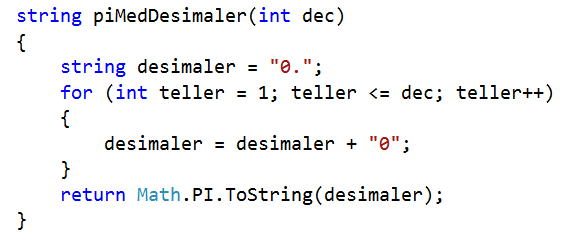 string piMedDesimaler(int dec)
{
    string desimaler = "0.";
    for (int teller = 1; teller <= dec; teller++)
    {
        desimaler = desimaler + "0";
    }
    return Math.PI.ToString(desimaler);
}